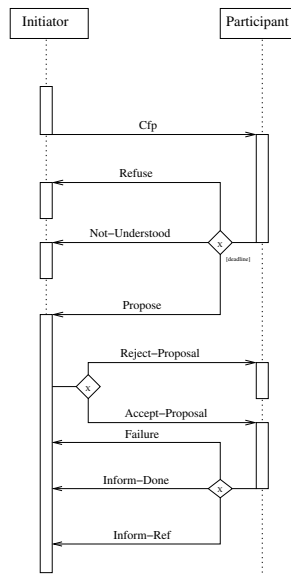 Initiator
Participant
Cfp
Refuse
Not-Understood
x
[deadline]
Propose
Reject-Proposal
x
Accept-Proposal
Failure
Inform-Done
x
Inform-Ref